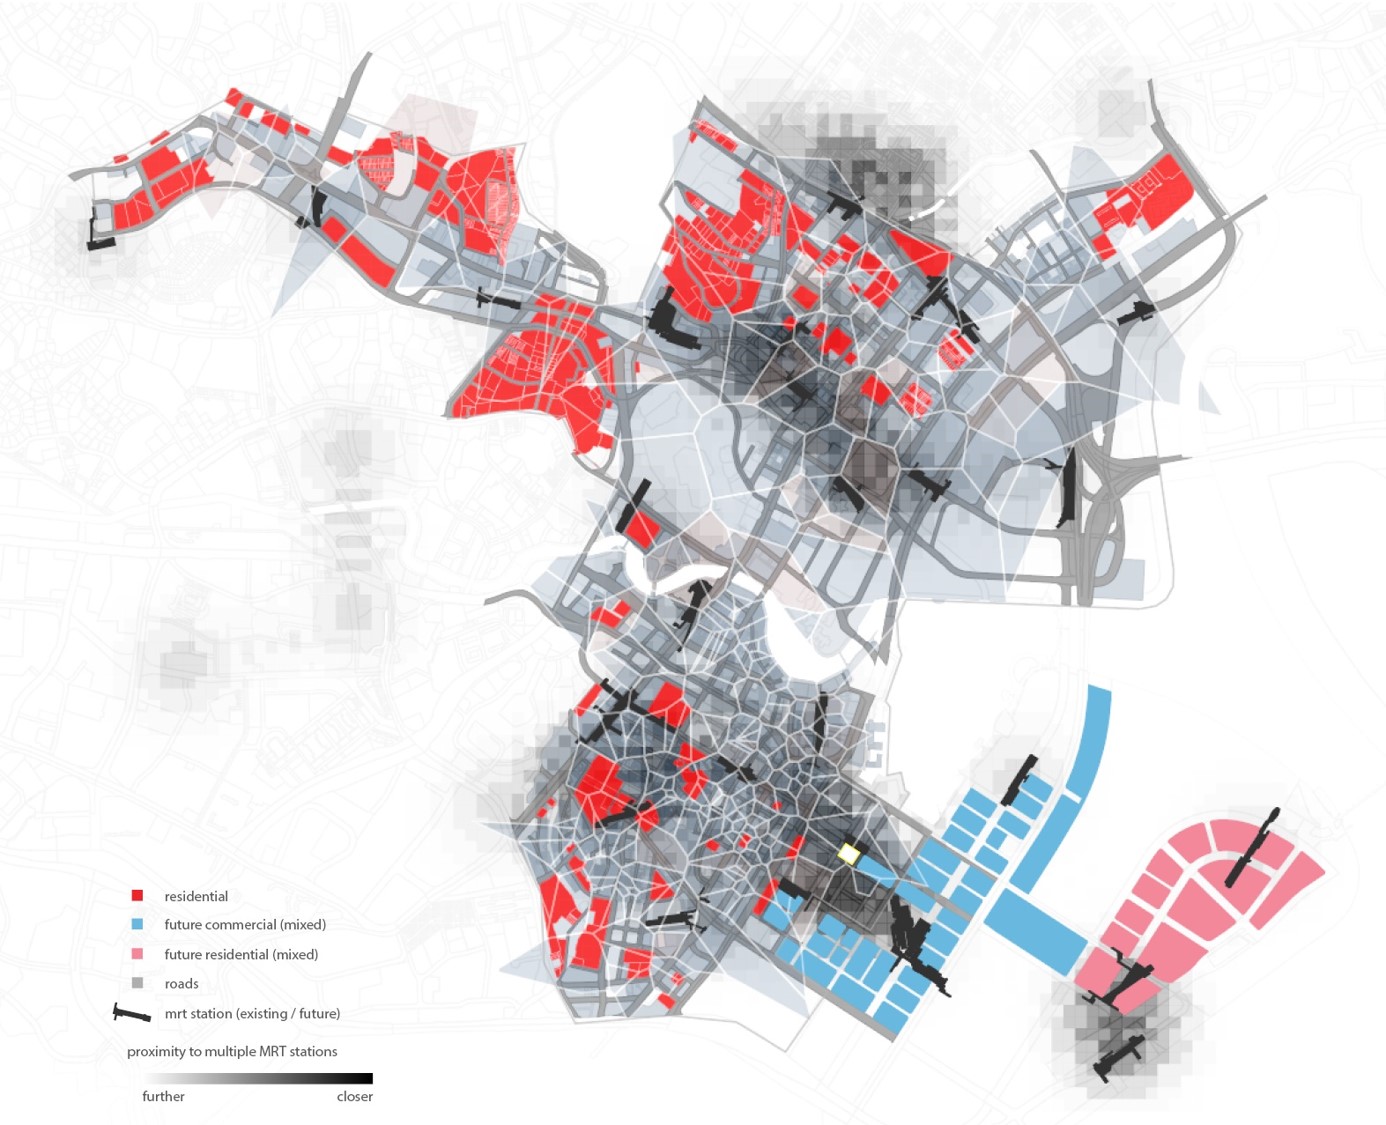 residential
future commercial (mixed)
future residential (mixed)
roads
mrt station (existing / future)
proximity to multiple MRT stations
further closer